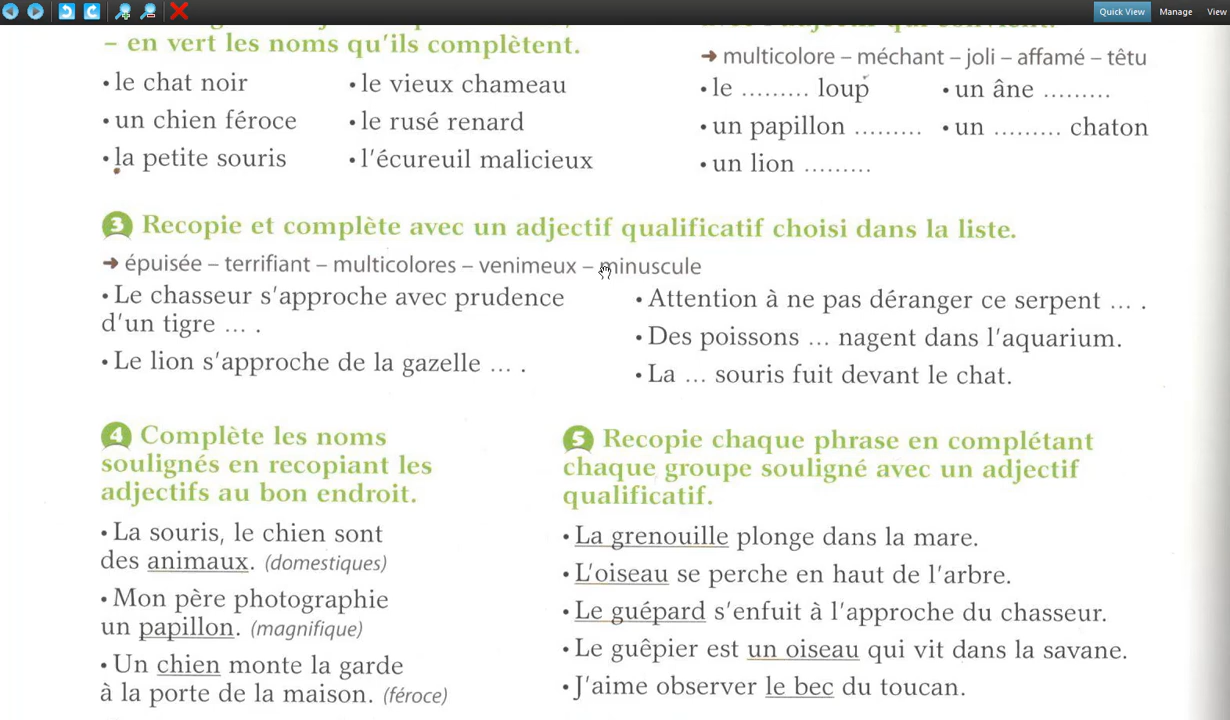 Quick View Manage View
– en vert les noms qu'ils complètent.
• le chat noir
• le vieux chameau
• un chien féroce
• le rusé renard
• la petite souris
• l'écureuil malicieux
➜ multicolore – méchant – joli – affamé – têtu
• le ......... loup
• un âne .........
• un papillon .........
• un ......... chaton
• un lion .........
3 Recopie et complète avec un adjectif qualificatif choisi dans la liste.
➜ épuisée – terrifiant – multicolores – venimeux – minuscule
• Le chasseur s'approche avec prudence
d'un tigre ... .
• Le lion s'approche de la gazelle ... .
• Attention à ne pas déranger ce serpent ... .
• Des poissons ... nagent dans l'aquarium.
• La ... souris fuit devant le chat.
4 Complète les noms
soulignés en recopiant les
adjectifs au bon endroit.
• La souris, le chien sont
des animaux. (domestiques)
• Mon père photographie
un papillon. (magnifique)
• Un chien monte la garde
à la porte de la maison. (féroce)
5 Recopie chaque phrase en complétant
chaque groupe souligné avec un adjectif
qualificatif.
• La grenouille plonge dans la mare.
• L'oiseau se perche en haut de l'arbre.
• Le guépard s'enfuit à l'approche du chasseur.
• Le guêpier est un oiseau qui vit dans la savane.
• J'aime observer le bec du toucan.